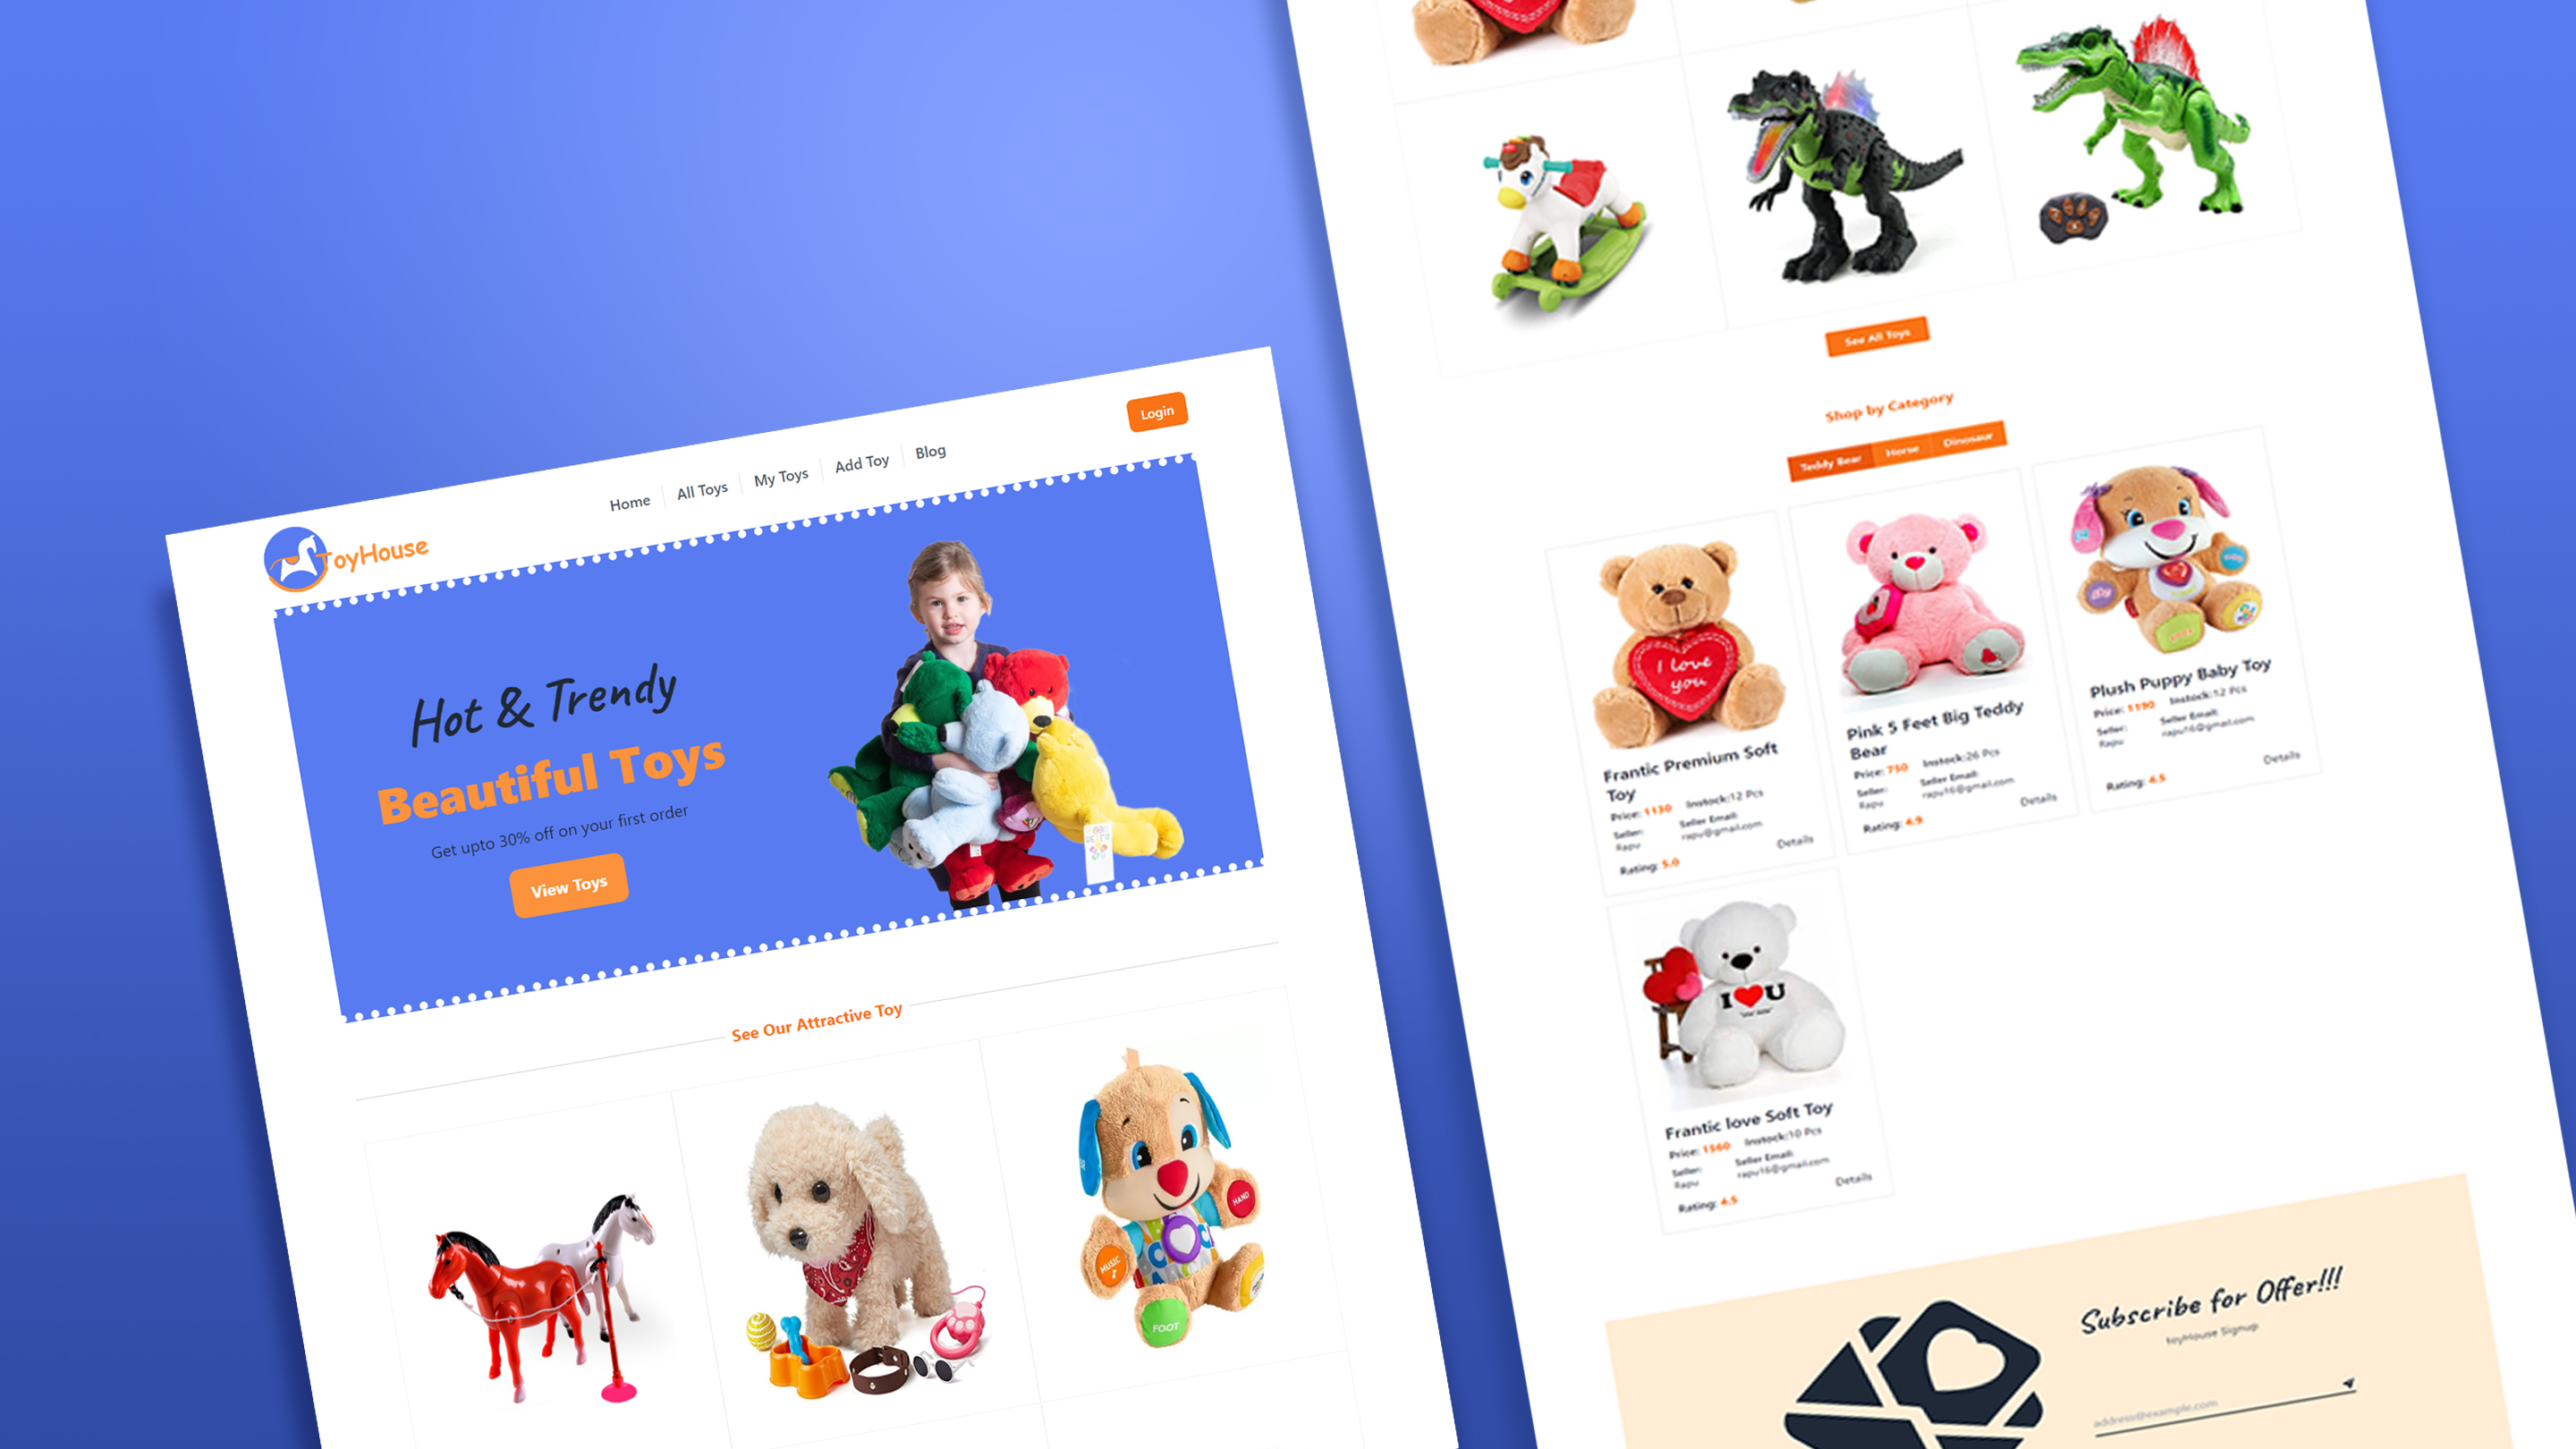 Login
Home
All Toys
My Toys
Add Toy
Blog
ToyHouse
Hot & Trendy
Beautiful Toys
Get upto 30% off on your first order
View Toys
See Our Attractive Toy
HAND
MUSIC
FOOT
See All Toys
Shop by Category
Teddy Bear
Horse
Dinosaur
I love
you
Frantic Premium Soft
Toy
Price: 1130 Instock:12 Pcs
Seller: Seller Email:
Rapu rapu@gmail.com
Details
Rating: 5.0
Pink 5 Feet Big Teddy
Bear
Price: 750 Instock:26 Pcs
Seller: Seller Email:
Rapu rapu16@gmail.com
Details
Rating: 4.9
Plush Puppy Baby Toy
Price: 1190 Instock:12 Pcs
Seller: Seller Email:
Rapu rapu16@gmail.com
Details
Rating: 4.5
I ❤ U
Frantic love Soft Toy
Price: 1560 Instock:10 Pcs
Seller: Seller Email:
Rapu rapu16@gmail.com
Details
Rating: 4.5
Subscribe for Offer!!!
toyHouse Signup
address@example.com